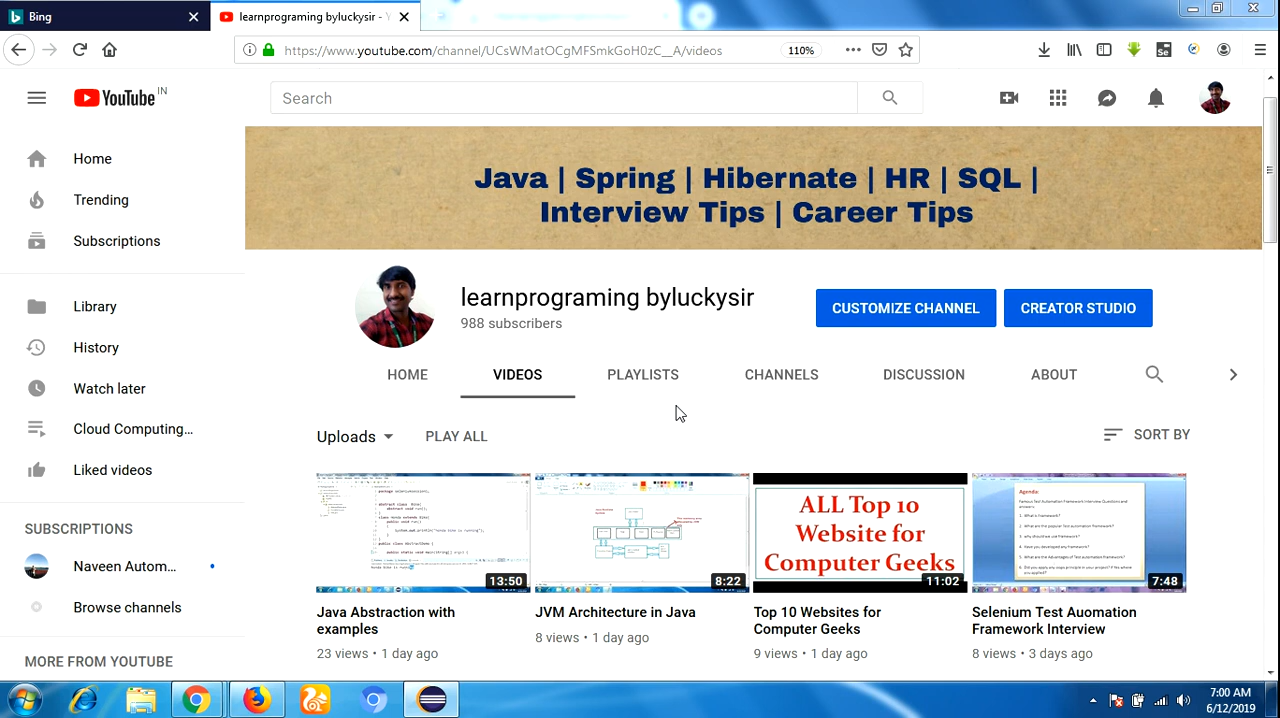 Bing
learnprograming byluckysir -
https://www.youtube.com/channel/UCsWMatOCgMFSmkGoH0zC__A/videos
110%
Se
YouTube IN
Search
Home
Trending
Subscriptions
Library
History
Watch later
Cloud Computing...
Liked videos
SUBSCRIPTIONS
Naveen Autom...
Browse channels
MORE FROM YOUTUBE
Java | Spring | Hibernate | HR | SQL |
Interview Tips | Career Tips
learnprograming byluckysir
988 subscribers
CUSTOMIZE CHANNEL
CREATOR STUDIO
HOME
VIDEOS
PLAYLISTS
CHANNELS
DISCUSSION
ABOUT
Uploads
PLAY ALL
SORT BY
13:50
Java Abstraction with
examples
23 views • 1 day ago
8:22
JVM Architecture in Java
8 views • 1 day ago
ALL Top 10
Website for
Computer Geeks
11:02
Top 10 Websites for
Computer Geeks
9 views • 1 day ago
Agenda:
7:48
Selenium Test Auomation
Framework Interview
8 views • 3 days ago
7:00 AM
6/12/2019